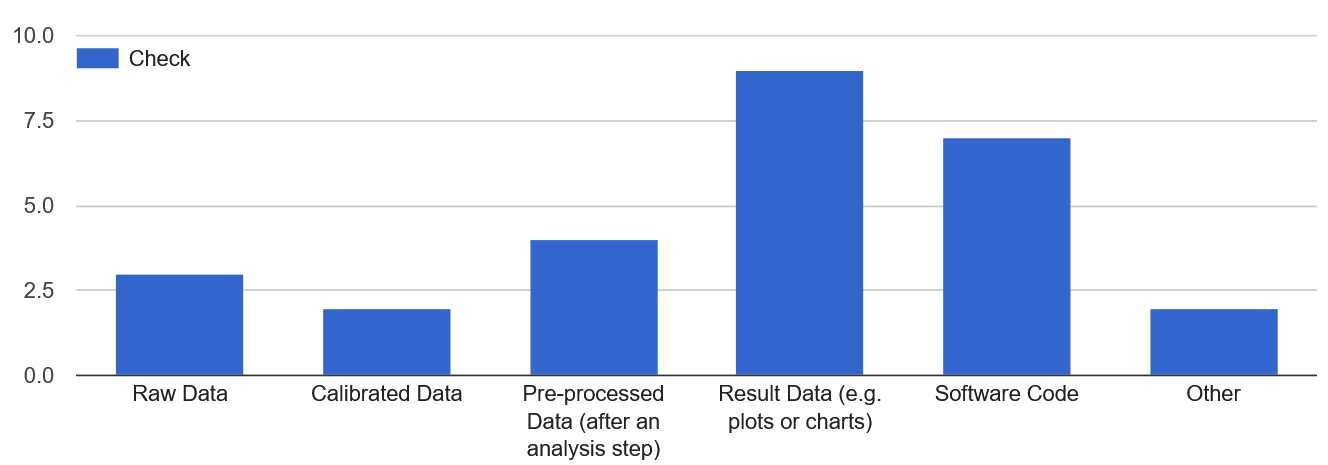 10.0
Check
7.5
5.0
2.5
0.0
Raw Data
Calibrated Data
Pre-processed
Data (after an
analysis step)
Result Data (e.g.
plots or charts)
Software Code
Other